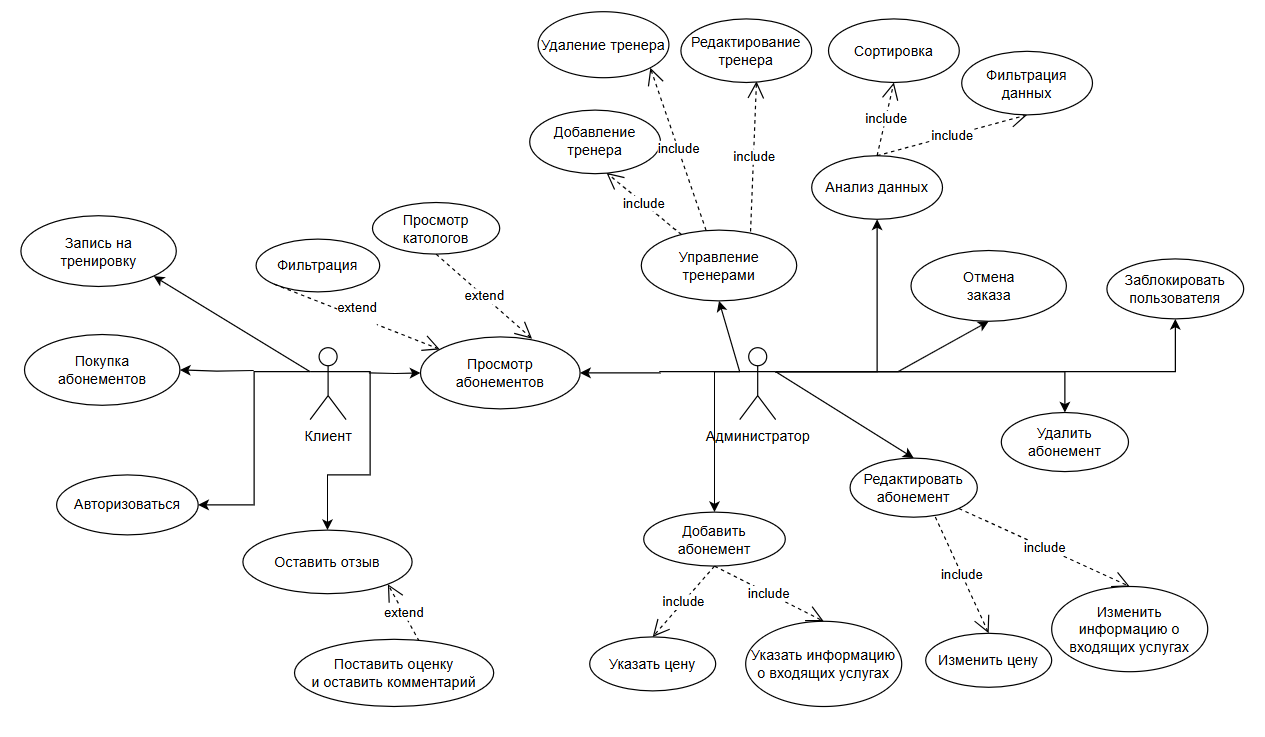 Удаление тренера
Редактирование
тренера
Сортировка
Фильтрация
данных
Добавление
тренера
include
include
include
include
include
include
Анализ данных
Запись на
тренировку
Просмотр
катологов
Фильтрация
extend
extend
Управление
тренерами
Отмена
заказа
Заблокировать
пользователя
Покупка
абонементов
Просмотр
абонементов
Клиент
Администратор
Удалить
абонемент
Авторизоваться
Редактировать
абонемент
Добавить
абонемент
Оставить отзыв
include
include
include
include
extend
Поставить оценку
и оставить комментарий
Указать цену
Указать информацию
о входящих услугах
Изменить цену
Изменить
информацию о
входящих услугах